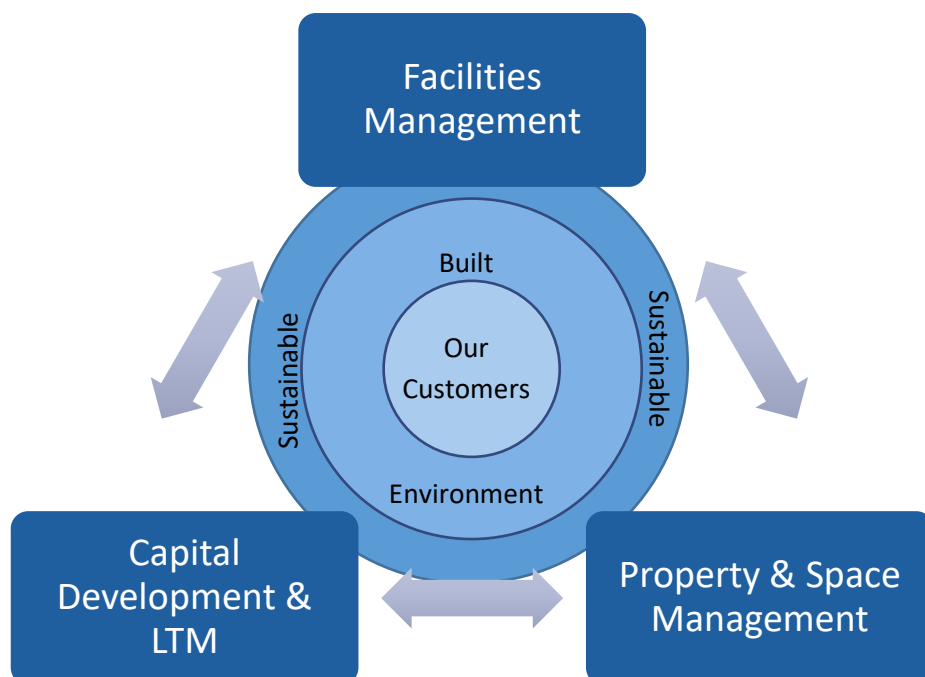 Facilities
Management
Built
Sustainable
Sustainable
Our
Customers
Environment
Capital
Development &
LTM
Property & Space
Management